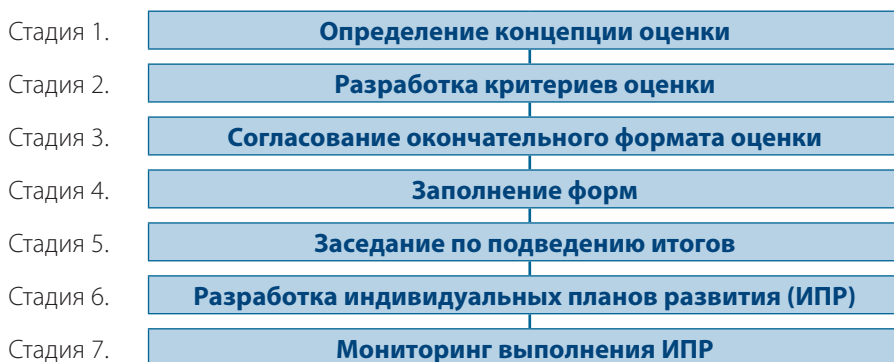 Стадия 1. Определение концепции оценки
Стадия 2. Разработка критериев оценки
Стадия 3. Согласование окончательного формата оценки
Стадия 4. Заполнение форм
Стадия 5. Заседание по подведению итогов
Стадия 6. Разработка индивидуальных планов развития (ИПР)
Стадия 7. Мониторинг выполнения ИПР